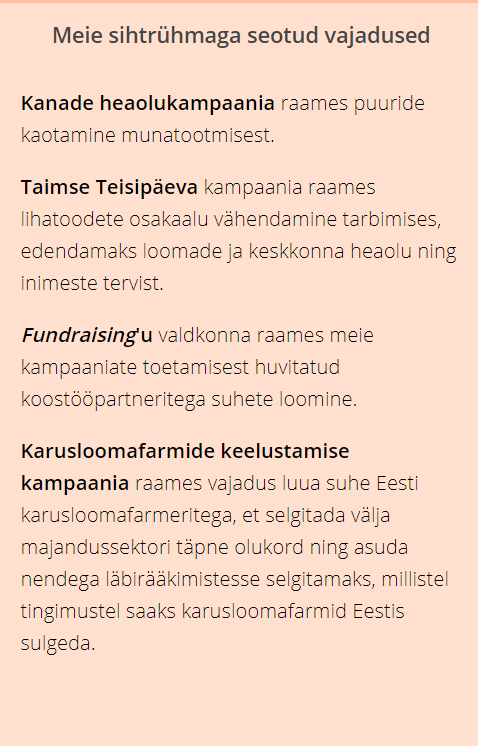 Meie sihtrühmaga seotud vajadused
Kanade heaolukampaania raames puuride
kaotamine munatootmisest.
Taimse Teisipäeva kampaania raames
lihatoodete osakaalu vähendamine tarbimises,
edendamaks loomade ja keskkonna heaolu ning
inimeste tervist.
Fundraising'u valdkonna raames meie
kampaaniate toetamisest huvitatud
koostööpartneritega suhete loomine.
Karusloomafarmide keelustamise
kampaania raames vajadus luua suhe Eesti
karusloomafarmeritega, et selgitada välja
majandussektori täpne olukord ning asuda
nendega läbirääkimistesse selgitamaks, millistel
tingimustel saaks karusloomafarmid Eestis
sulgeda.